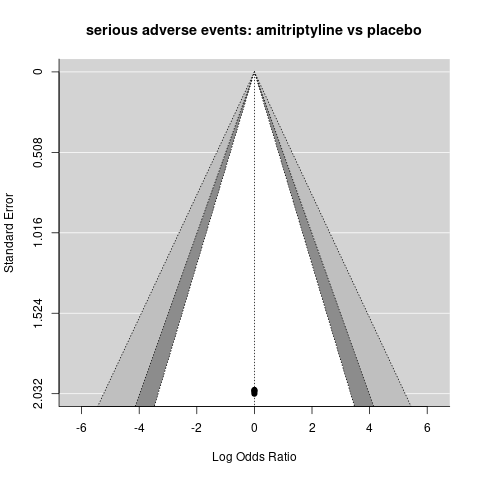 serious adverse events: amitriptyline vs placebo
Standard Error
0
0.508
1.016
1.524
2.032
-6 -4 -2 0 2 4 6
Log Odds Ratio